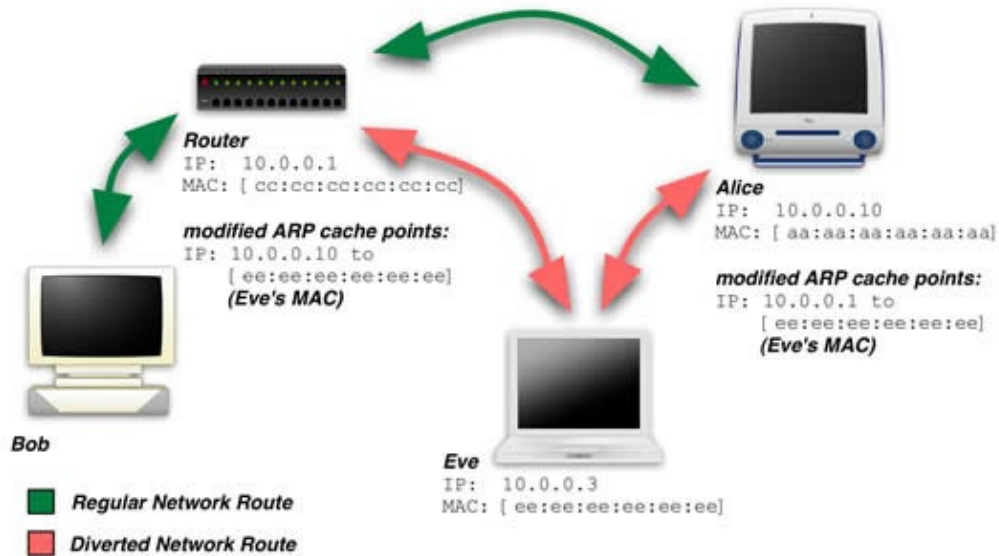 Router
IP: 10.0.0.1
MAC: [ cc:cc:cc:cc:cc:cc]
modified ARP cache points:
IP: 10.0.0.10 to
[ ee:ee:ee:ee:ee:ee]
(Eve's MAC)
Alice
IP: 10.0.0.10
MAC: [ aa:aa:aa:aa:aa:aa]
modified ARP cache points:
IP: 10.0.0.1 to
[ ee:ee:ee:ee:ee:ee]
(Eve's MAC)
Bob
Eve
IP: 10.0.0.3
MAC: [ ee:ee:ee:ee:ee:ee]
Regular Network Route
Diverted Network Route